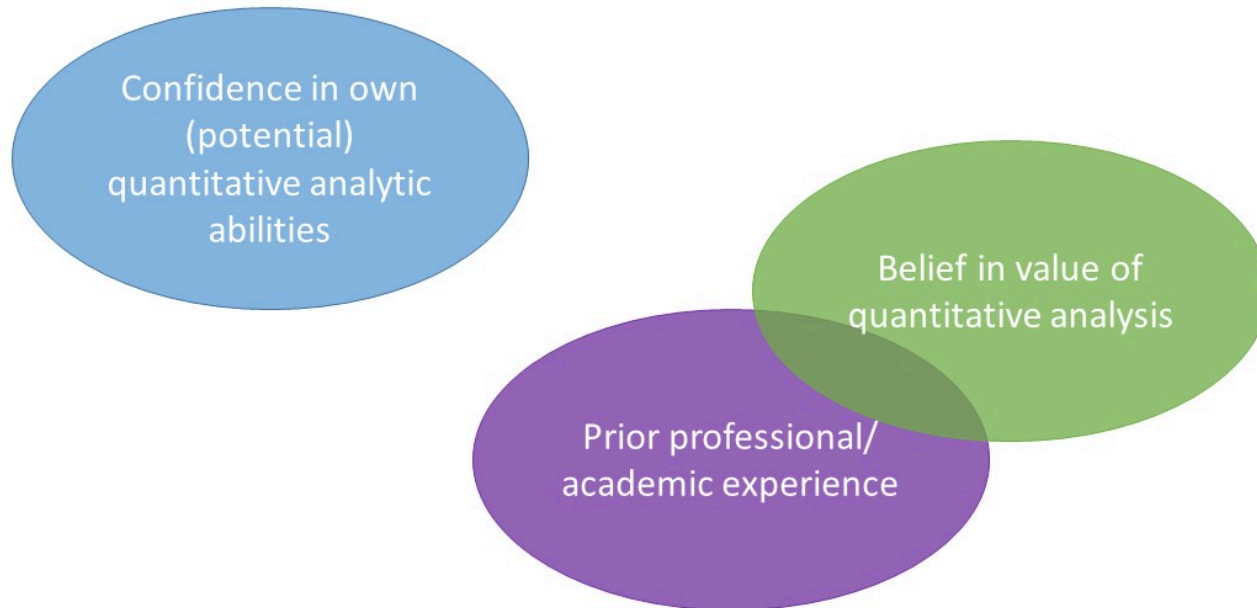 Confidence in own
(potential)
quantitative analytic
abilities
Belief in value of
quantitative analysis
Prior professional/
academic experience